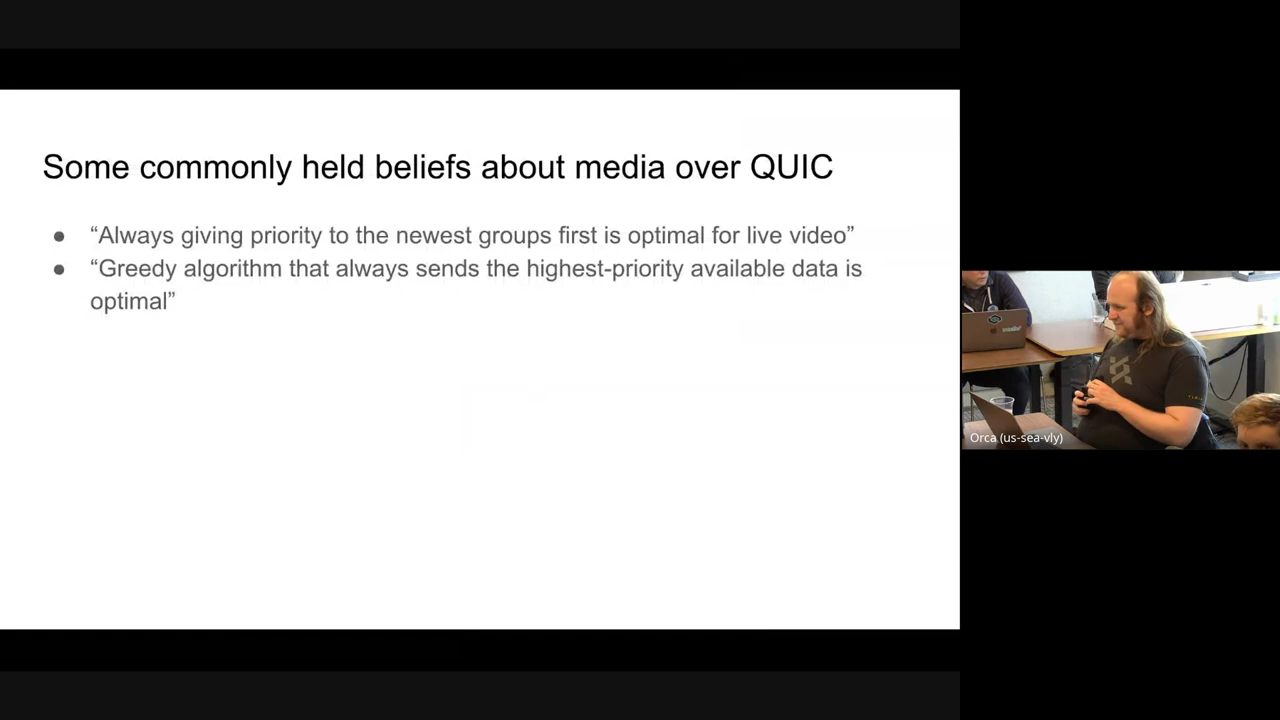 Some commonly held beliefs about media over QUIC
● “Always giving priority to the newest groups first is optimal for live video”
● “Greedy algorithm that always sends the highest-priority available data is
optimal”
Orca (us-sea-vly)